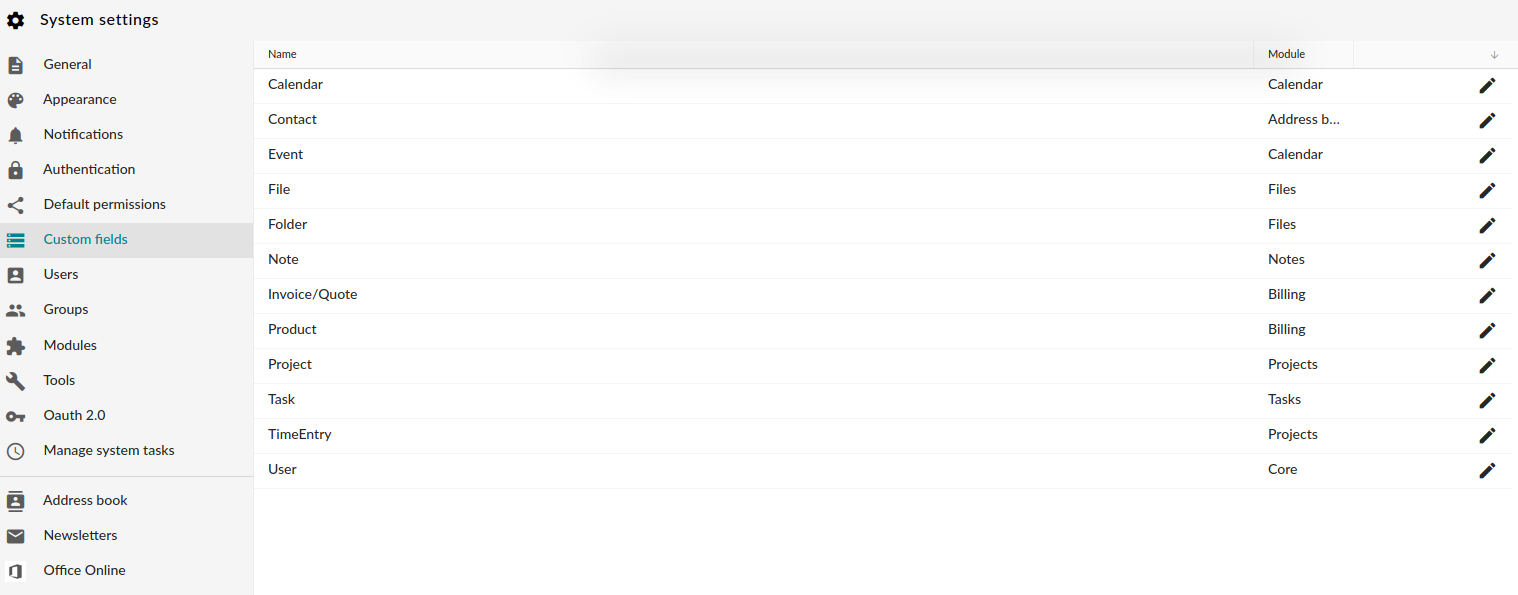 System settings
General
Appearance
Notifications
Authentication
Default permissions
Custom fields
Users
Groups
Modules
Tools
Oauth 2.0
Manage system tasks
Address book
Newsletters
Office Online
Name Module
Calendar Calendar
Contact Address b...
Event Calendar
File Files
Folder Files
Note Notes
Invoice/Quote Billing
Product Billing
Project Projects
Task Tasks
TimeEntry Projects
User Core